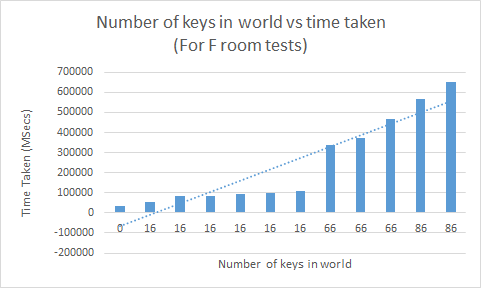 Number of keys in world vs time taken
(For F room tests)
700000
600000
500000
400000
300000
200000
100000
0
-100000
-200000
Time Taken (MSecs)
0 16 16 16 16 16 16 66 66 66 86 86
Number of keys in world